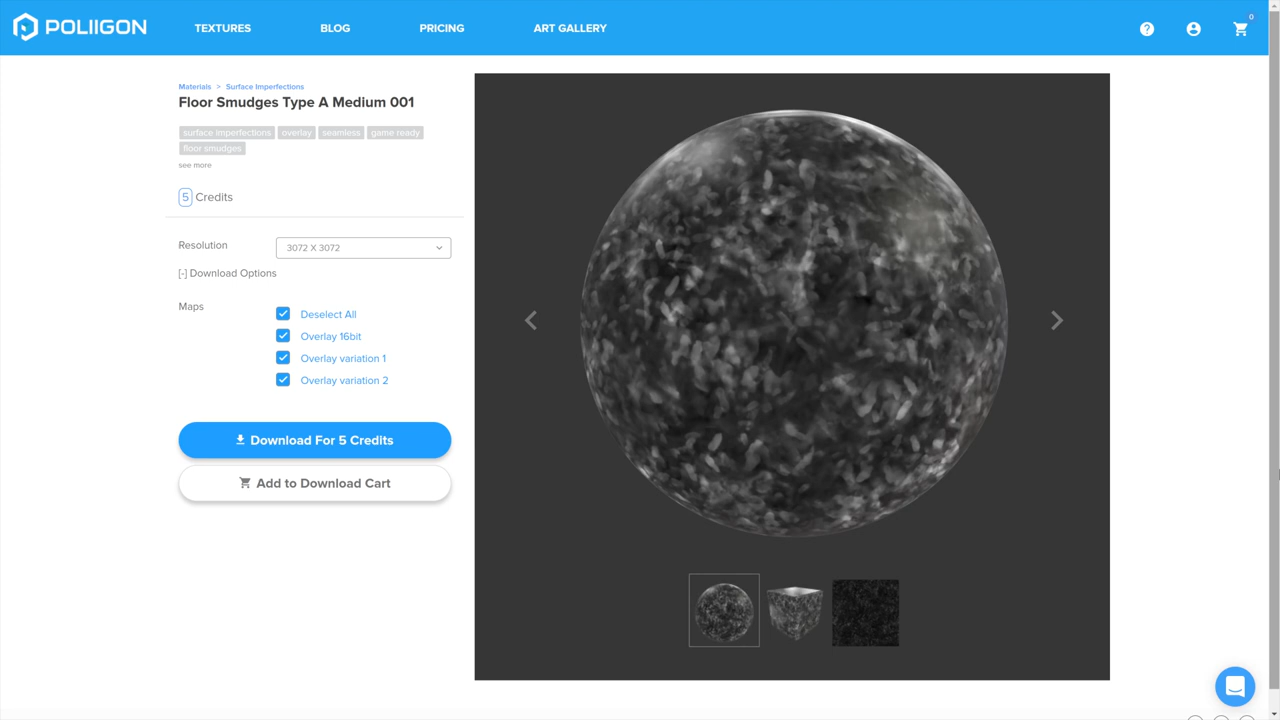 POLIIGON TEXTURES BLOG PRICING ART GALLERY 0
Materials > Surface Imperfections
Floor Smudges Type A Medium 001
surface imperfections overlay seamless game ready
floor smudges
see more
5 Credits
Resolution 3072 X 3072
[-] Download Options
Maps
Deselect All
Overlay 16bit
Overlay variation 1
Overlay variation 2
Download For 5 Credits
Add to Download Cart